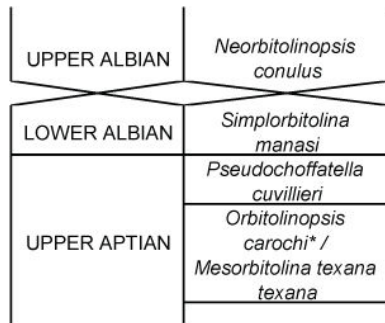 UPPER ALBIAN
Neorbitolinopsis
conulus
LOWER ALBIAN
Simplorbitolina
manasi
UPPER APTIAN
Pseudochoffatella
cuvillieri
Orbitolinopsis
carochi* /
Mesorbitolina texana
texana